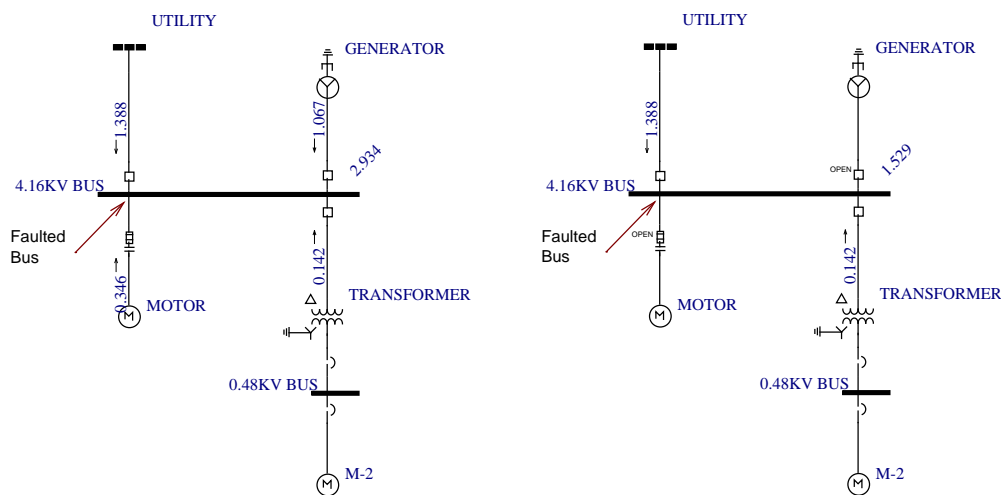 UTILITY
GENERATOR
1.388
1.067
2.934
4.16KV BUS
Faulted
Bus
0.346
0.142
MOTOR
TRANSFORMER
0.48KV BUS
M-2
M
M
UTILITY
GENERATOR
1.388
OPEN
1.529
4.16KV BUS
Faulted
Bus
OPEN
0.142
MOTOR
TRANSFORMER
0.48KV BUS
M-2
M
M